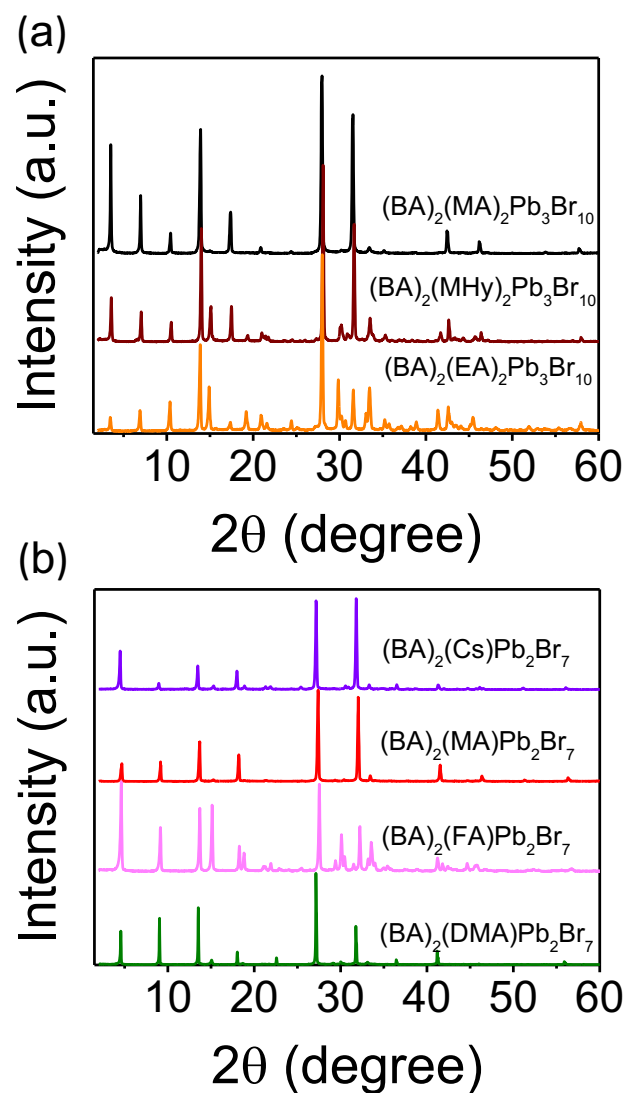 (a)
Intensity (a.u.)
(BA)₂(MA)₂Pb₃Br₁₀
(BA)₂(MHy)₂Pb₃Br₁₀
(BA)₂(EA)₂Pb₃Br₁₀
10 20 30 40 50 60
2θ (degree)
(b)
Intensity (a.u.)
(BA)₂(Cs)Pb₂Br₇
(BA)₂(MA)Pb₂Br₇
(BA)₂(FA)Pb₂Br₇
(BA)₂(DMA)Pb₂Br₇
10 20 30 40 50 60
2θ (degree)